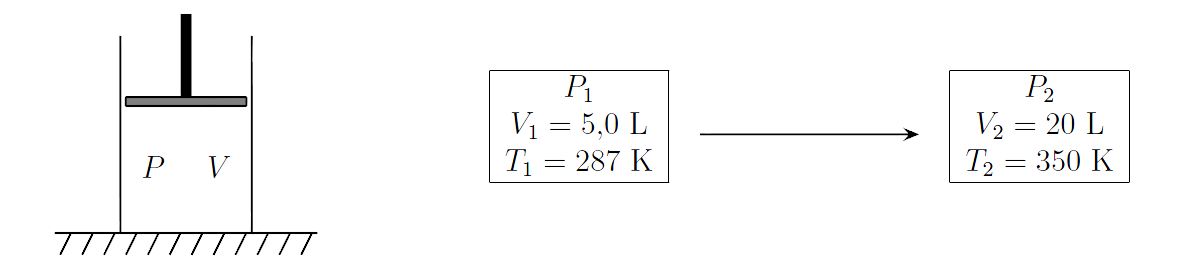 P V
P₁
V₁ = 5,0 L
T₁ = 287 K
P₂
V₂ = 20 L
T₂ = 350 K